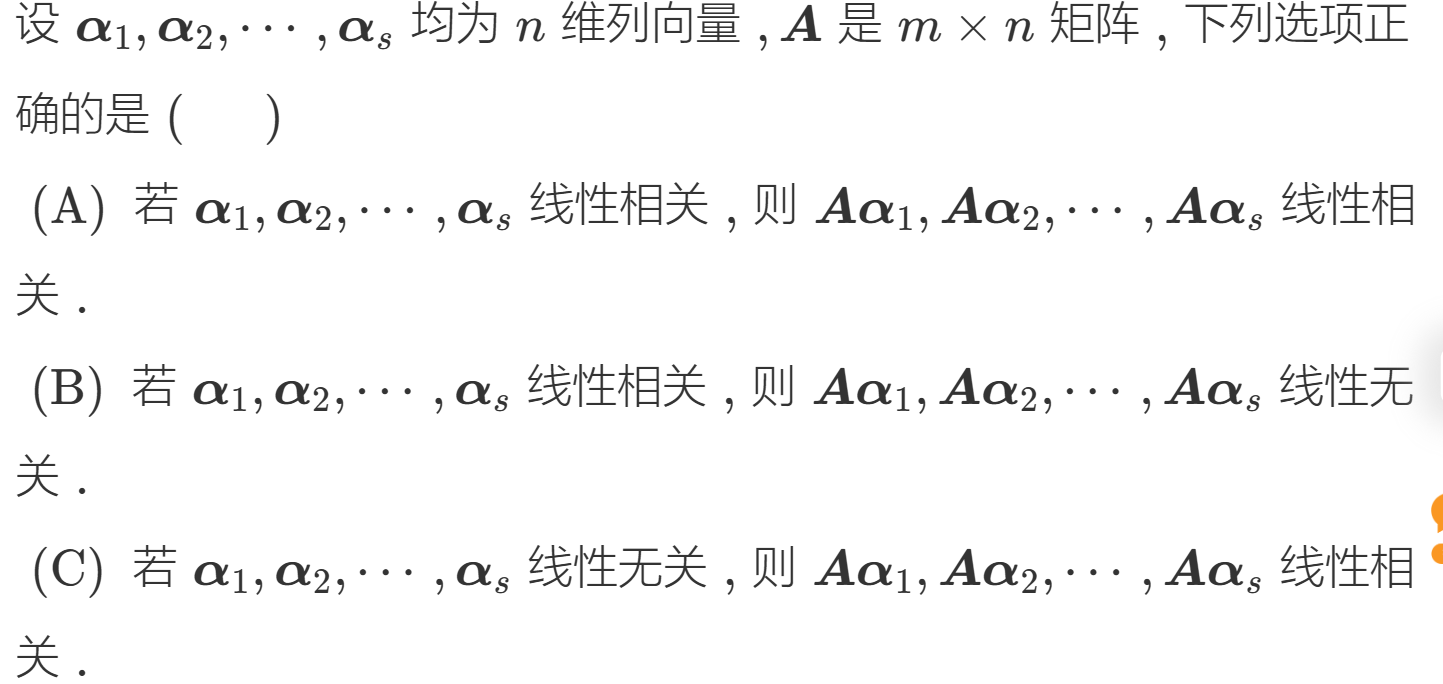 设 α₁, α₂, ⋯ , αₛ 均为 n 维列向量 , A 是 m × n 矩阵 , 下列选项正
确的是 (      )
(A) 若 α₁, α₂, ⋯ , αₛ 线性相关 , 则 Aα₁, Aα₂, ⋯ , Aαₛ 线性相
关 .
(B) 若 α₁, α₂, ⋯ , αₛ 线性相关 , 则 Aα₁, Aα₂, ⋯ , Aαₛ 线性无
关 .
(C) 若 α₁, α₂, ⋯ , αₛ 线性无关 , 则 Aα₁, Aα₂, ⋯ , Aαₛ 线性相
关 .